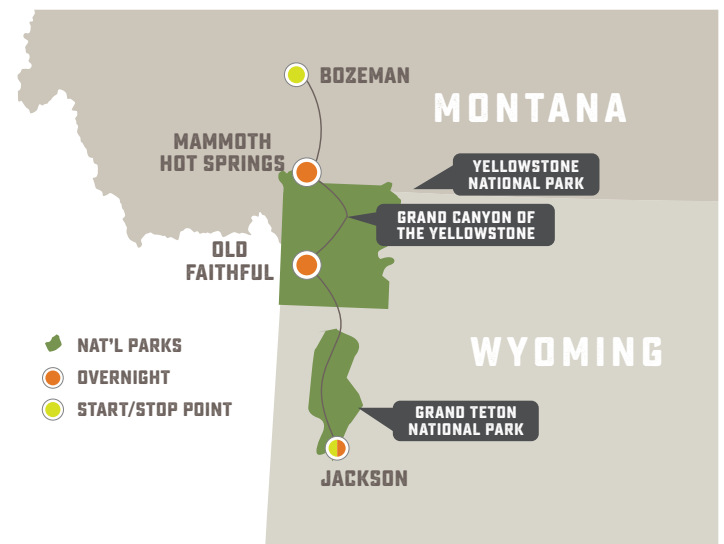 BOZEMAN
MONTANA
MAMMOTH
HOT SPRINGS
YELLOWSTONE
NATIONAL PARK
GRAND CANYON OF
THE YELLOWSTONE
OLD
FAITHFUL
NAT'L PARKS
OVERNIGHT
START/STOP POINT
WYOMING
GRAND TETON
NATIONAL PARK
JACKSON